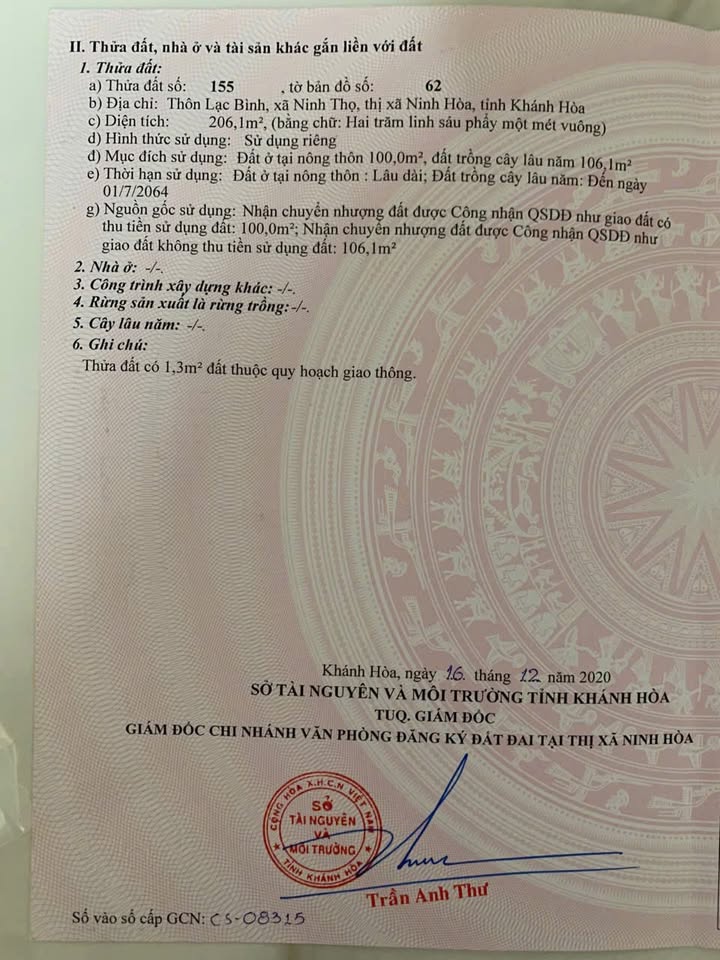 II. Thửa đất, nhà ở và tài sản khác gắn liền với đất
1. Thửa đất:
a) Thửa đất số: 155 , tờ bản đồ số: 62
b) Địa chỉ: Thôn Lạc Bình, xã Ninh Thọ, thị xã Ninh Hòa, tỉnh Khánh Hòa
c) Diện tích: 206,1m², (bằng chữ: Hai trăm linh sáu phẩy một mét vuông)
d) Hình thức sử dụng: Sử dụng riêng
đ) Mục đích sử dụng: Đất ở tại nông thôn 100,0m², đất trồng cây lâu năm 106,1m²
e) Thời hạn sử dụng: Đất ở tại nông thôn : Lâu dài; Đất trồng cây lâu năm: Đến ngày
01/7/2064
g) Nguồn gốc sử dụng: Nhận chuyển nhượng đất được Công nhận QSDĐ như giao đất có
thu tiền sử dụng đất: 100,0m²; Nhận chuyển nhượng đất được Công nhận QSDĐ như
giao đất không thu tiền sử dụng đất: 106,1m²
2. Nhà ở: -/-.
3. Công trình xây dựng khác: -/-.
4. Rừng sản xuất là rừng trồng:-/-.
5. Cây lâu năm: -/-.
6. Ghi chú:
Thửa đất có 1,3m² đất thuộc quy hoạch giao thông.
Khánh Hòa, ngày 16. tháng 12 năm 2020
SỞ TÀI NGUYÊN VÀ MÔI TRƯỜNG TỈNH KHÁNH HÒA
TUQ. GIÁM ĐỐC
GIÁM ĐỐC CHI NHÁNH VĂN PHÒNG ĐĂNG KÝ ĐẤT ĐAI TẠI THỊ XÃ NINH HÒA
CỘNG HÒA X.H.C.N VIỆT NAM
SỞ
TÀI NGUYÊN
VÀ
MÔI TRƯỜNG
TỈNH KHÁNH HÒA
Trần Anh Thư
Số vào sổ cấp GCN: CS-08315